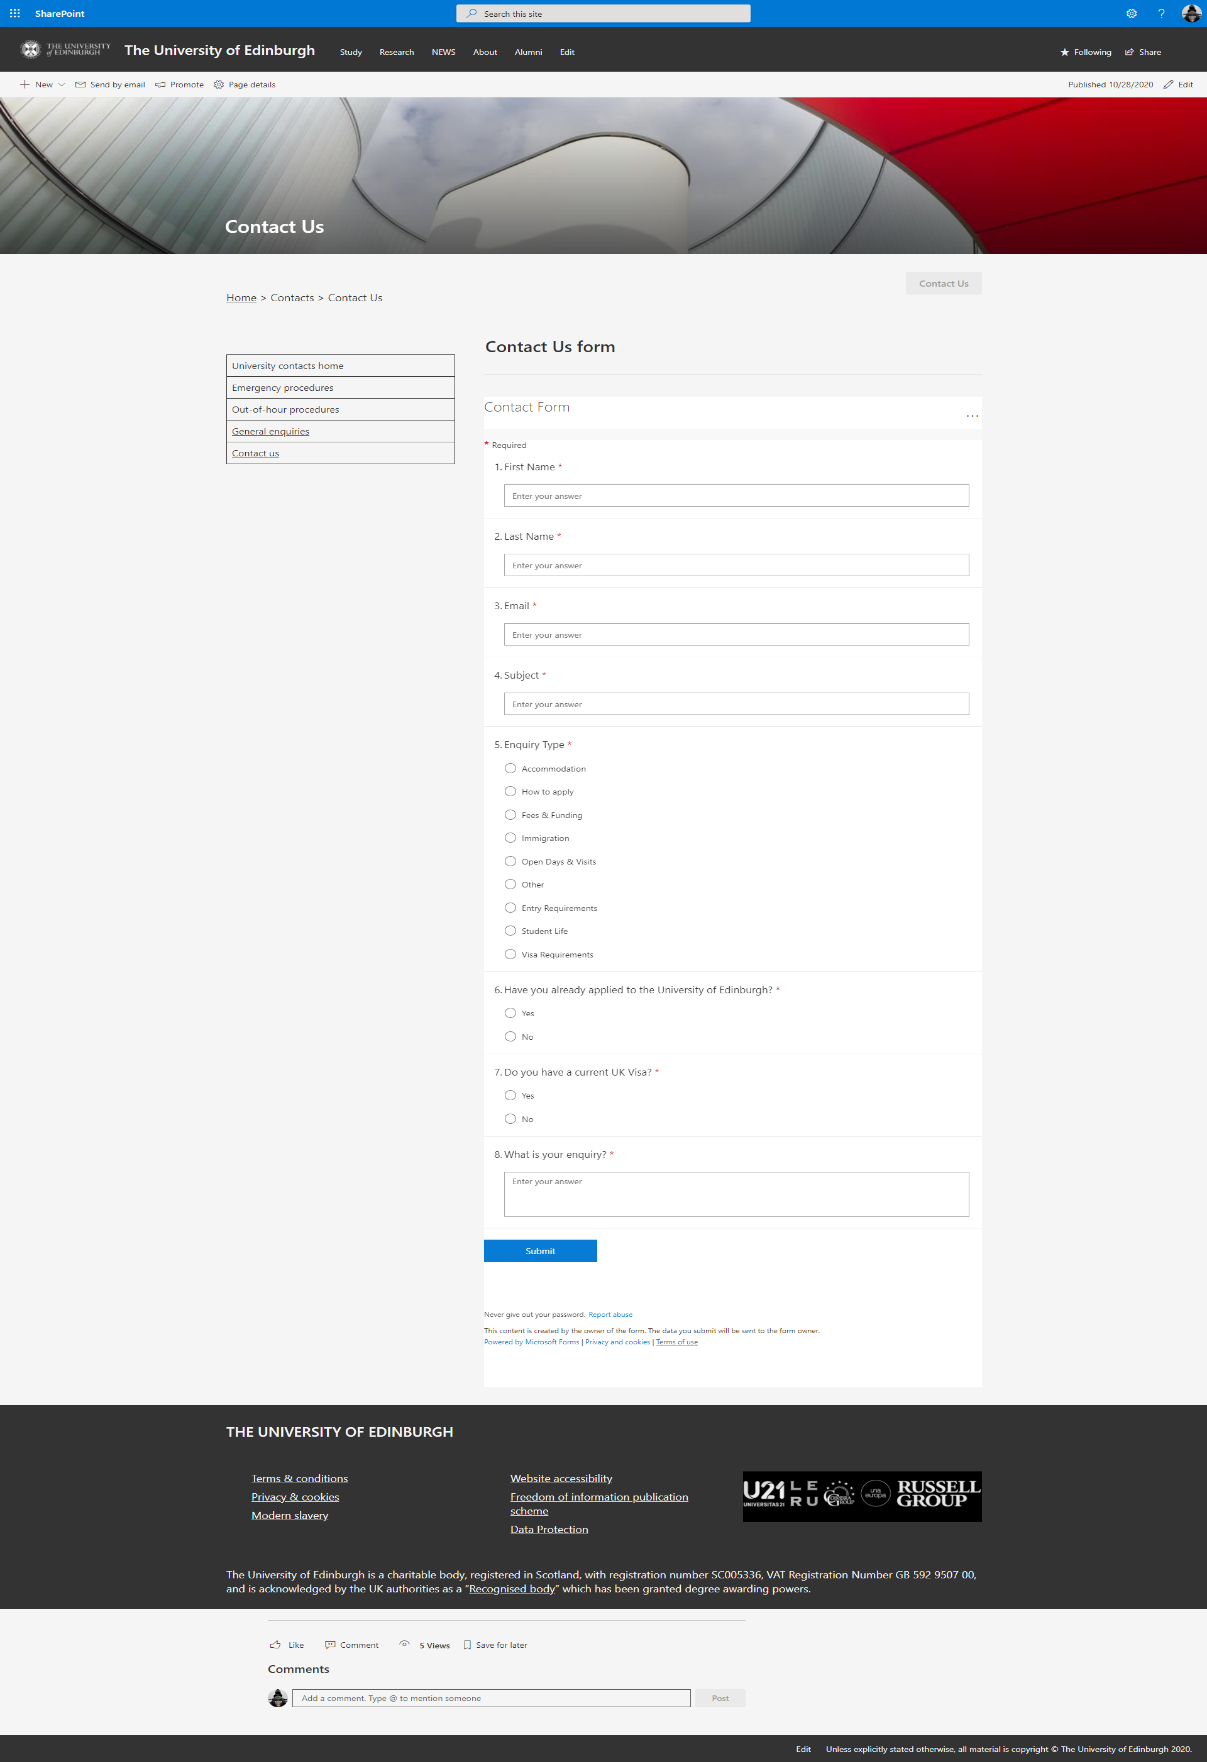 SharePoint
Search this site
?
THE UNIVERSITY
of EDINBURGH
The University of Edinburgh
Study Research NEWS About Alumni Edit
Following Share
New Send by email Promote Page details
Published 10/28/2020 Edit
Contact Us
Contact Us
Home > Contacts > Contact Us
Contact Us form
University contacts home
Emergency procedures
Out-of-hour procedures
General enquiries
Contact us
Contact Form
...
* Required
1. First Name *
Enter your answer
2. Last Name *
Enter your answer
3. Email *
Enter your answer
4. Subject *
Enter your answer
5. Enquiry Type *
Accommodation
How to apply
Fees & Funding
Immigration
Open Days & Visits
Other
Entry Requirements
Student Life
Visa Requirements
6. Have you already applied to the University of Edinburgh? *
Yes
No
7. Do you have a current UK Visa? *
Yes
No
8. What is your enquiry? *
Enter your answer
Submit
Never give out your password. Report abuse
This content is created by the owner of the form. The data you submit will be sent to the form owner.
Powered by Microsoft Forms | Privacy and cookies | Terms of use
THE UNIVERSITY OF EDINBURGH
Terms & conditions
Privacy & cookies
Modern slavery
Website accessibility
Freedom of information publication
scheme
Data Protection
U21
UNIVERSITAS 21
LE
RU
COIMBRA
GROUP
una
europa
RUSSELL
GROUP
The University of Edinburgh is a charitable body, registered in Scotland, with registration number SC005336, VAT Registration Number GB 592 9507 00,
and is acknowledged by the UK authorities as a “Recognised body” which has been granted degree awarding powers.
Like Comment 5 Views Save for later
Comments
Add a comment. Type @ to mention someone
Post
Edit Unless explicitly stated otherwise, all material is copyright © The University of Edinburgh 2020.